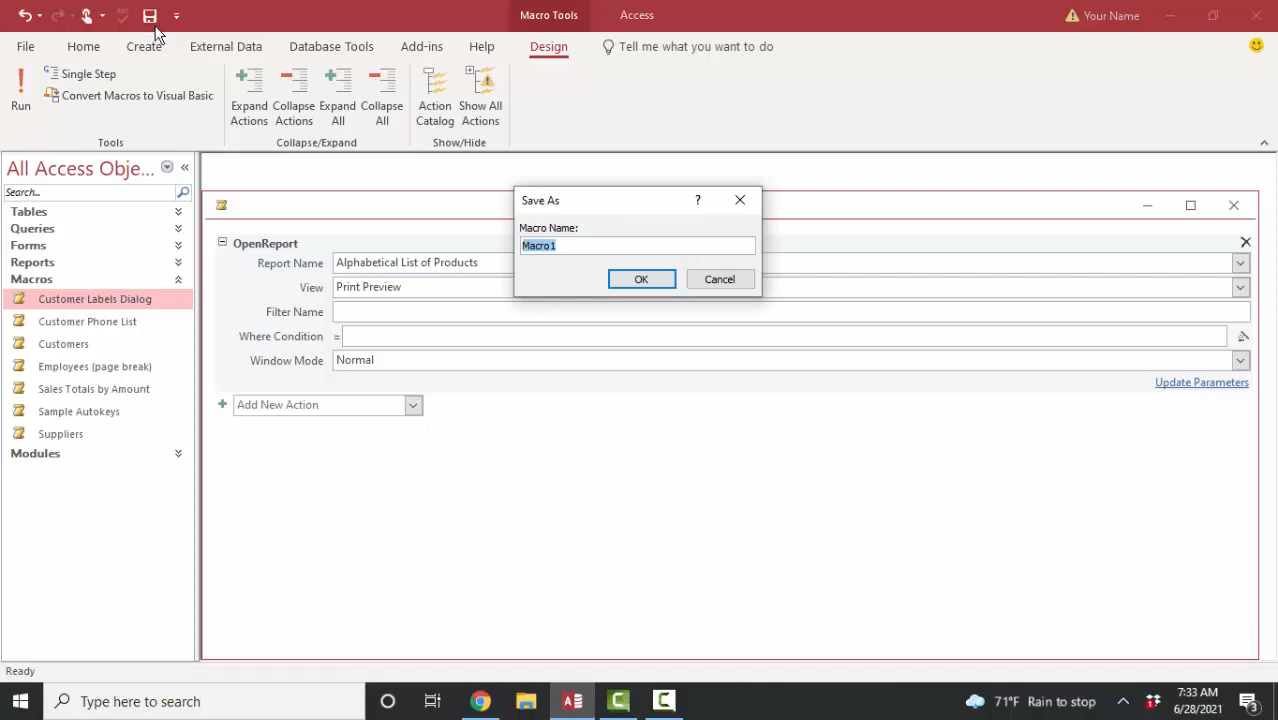 Macro Tools Access Your Name
File Home Create External Data Database Tools Add-ins Help Design Tell me what you want to do
Run
Single Step
Convert Macros to Visual Basic
Expand Actions
Collapse Actions
Expand All
Collapse All
Action Catalog
Show All Actions
Tools Collapse/Expand Show/Hide
All Access Obje...
Search...
Tables
Queries
Forms
Reports
Macros
Customer Labels Dialog
Customer Phone List
Customers
Employees (page break)
Sales Totals by Amount
Sample Autokeys
Suppliers
Modules
Save As ?
Macro Name:
Macro1
OK Cancel
OpenReport
Report Name Alphabetical List of Products
View Print Preview
Filter Name
Where Condition =
Window Mode Normal
Update Parameters
Add New Action
Ready
Type here to search
1
71°F Rain to stop
7:33 AM
6/28/2021
3